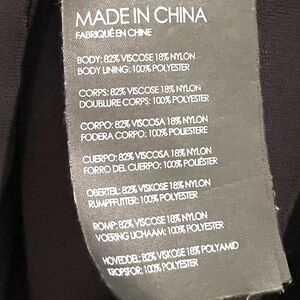 MADE IN CHINA
FABRIQUÉ EN CHINE
BODY: 82% VISCOSE 18% NYLON
BODY LINING: 100% POLYESTER
CORPS: 82% VISCOSE 18% NYLON
DOUBLURE CORPS: 100% POLYESTER
CORPO: 82% VISCOSA 18% NYLON
FODERA CORPO: 100% POLIESTERE
CUERPO: 82% VISCOSA 18% NYLON
FORRO DEL CUERPO: 100% POLIÉSTER
OBERTEIL: 82% VISKOSE 18% NYLON
RUMPFFUTTER: 100% POLYESTER
ROMP: 82% VISCOSE 18% NYLON
VOERING LICHAAM: 100% POLYESTER
HOVEDDEL: 82% VISKOSE 18% POLYAMID
KROPSFOR: 100% POLYESTER